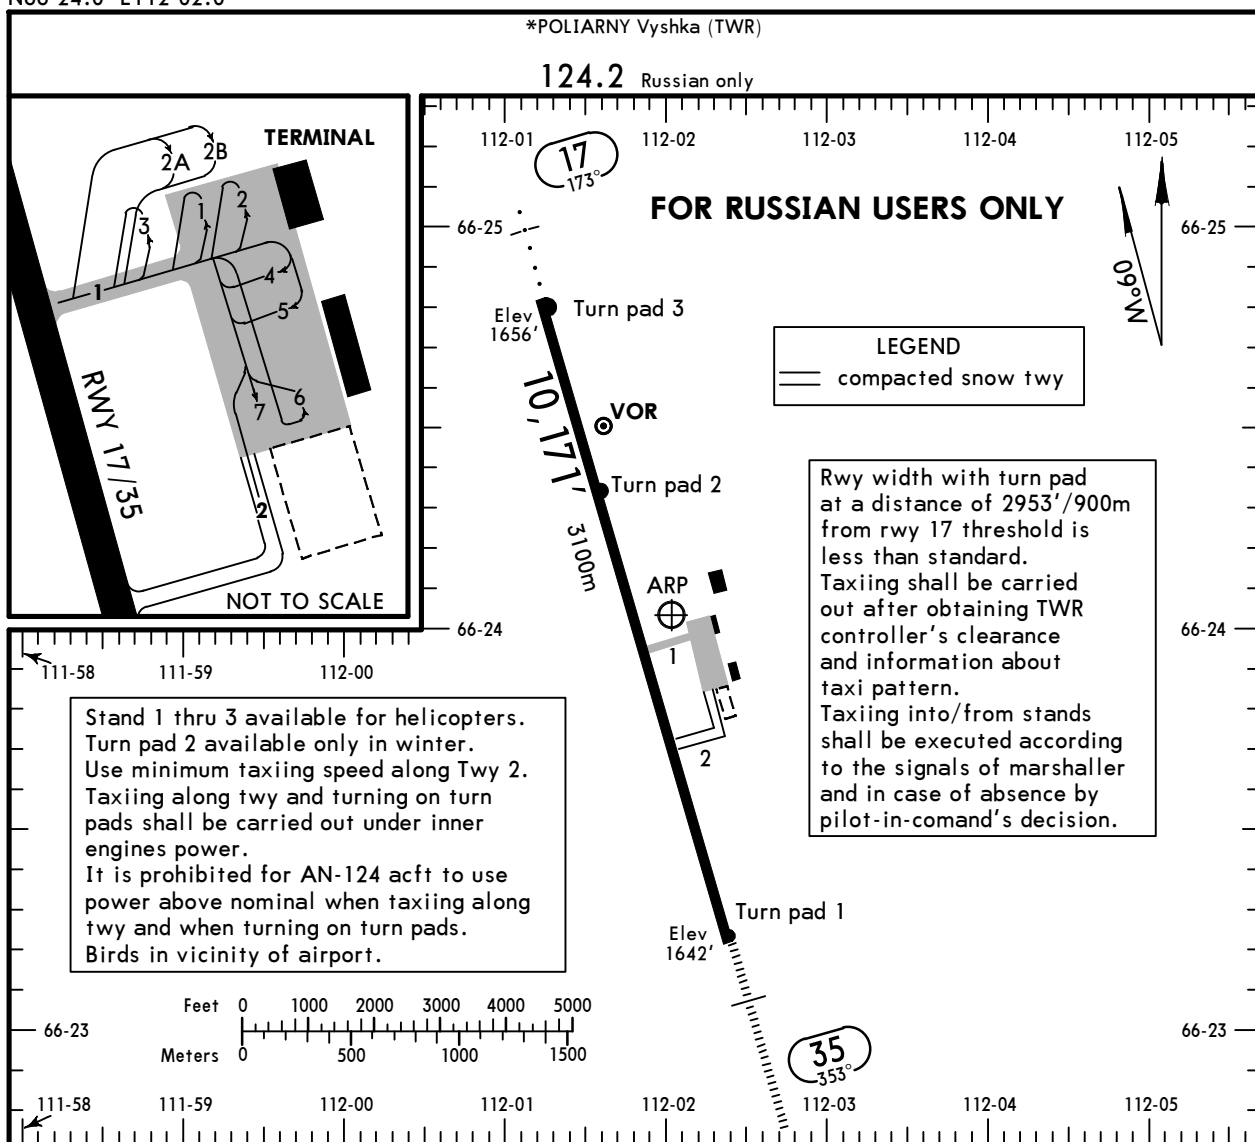 *POLIARNY Vyshka (TWR)
124.2 Russian only
TERMINAL
2A
2B
3
1
2
1
4
5
6
7
2
RWY 17/35
NOT TO SCALE
112-01
112-02
112-03
112-04
112-05
17
173°
FOR RUSSIAN USERS ONLY
66-25
66-25
09°W
Elev
1656'
Turn pad 3
LEGEND
compacted snow twy
10,171'
3100m
VOR
Turn pad 2
Rwy width with turn pad
at a distance of 2953'/900m
from rwy 17 threshold is
less than standard.
Taxiing shall be carried
out after obtaining TWR
controller's clearance
and information about
taxi pattern.
Taxiing into/from stands
shall be executed according
to the signals of marshaller
and in case of absence by
pilot-in-comand's decision.
ARP
66-24
66-24
1
2
111-58
111-59
112-00
Stand 1 thru 3 available for helicopters.
Turn pad 2 available only in winter.
Use minimum taxiing speed along Twy 2.
Taxiing along twy and turning on turn
pads shall be carried out under inner
engines power.
It is prohibited for AN-124 acft to use
power above nominal when taxiing along
twy and when turning on turn pads.
Birds in vicinity of airport.
Turn pad 1
Elev
1642'
Feet 0 1000 2000 3000 4000 5000
Meters 0 500 1000 1500
66-23
66-23
35
353°
111-58
111-59
112-00
112-01
112-02
112-03
112-04
112-05